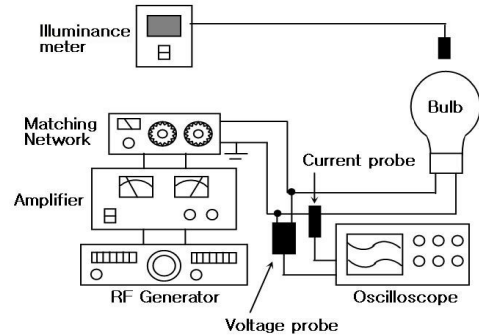 Illuminance
meter
Bulb
Matching
Network
Current probe
Amplifier
RF Generator
Oscilloscope
Voltage probe